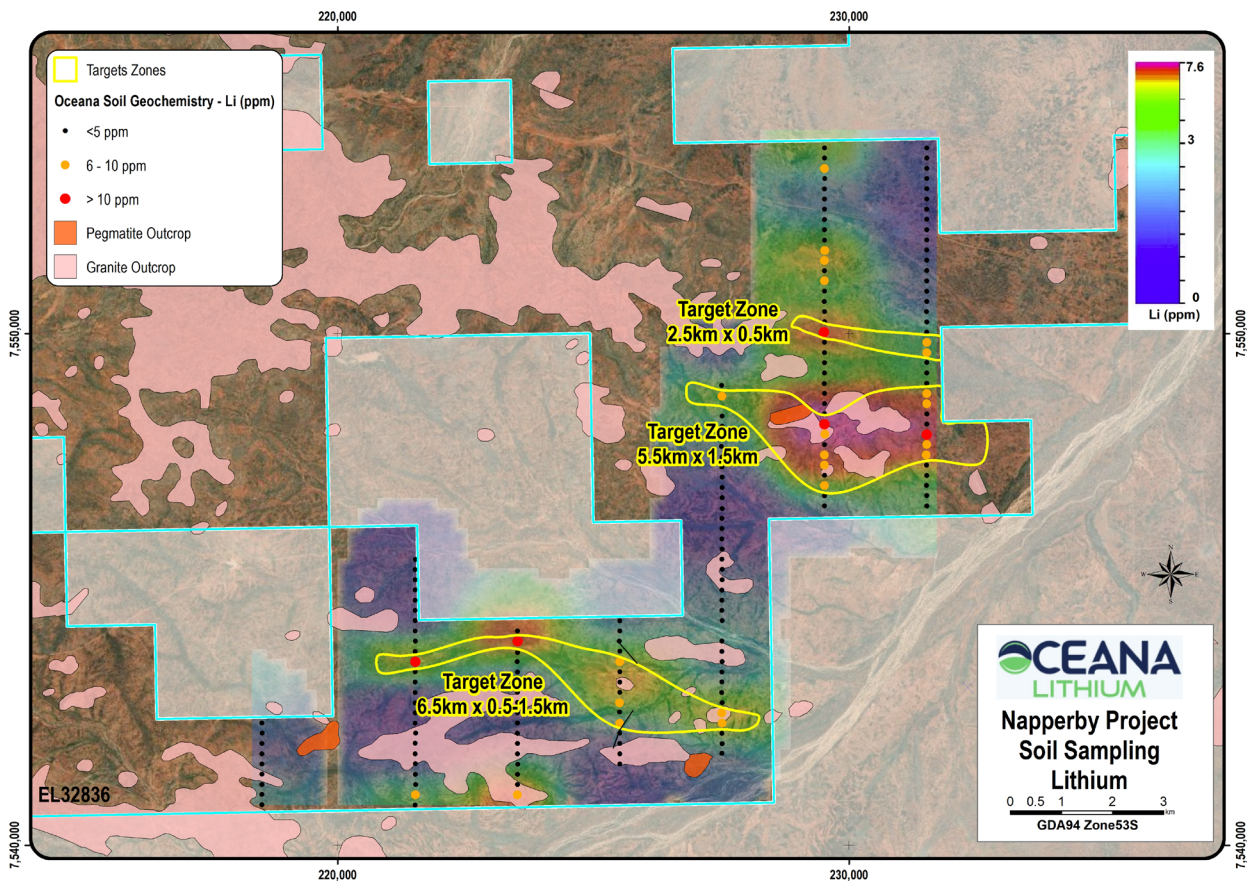 220,000
230,000
Targets Zones
Oceana Soil Geochemistry - Li (ppm)
<5 ppm
6 - 10 ppm
> 10 ppm
Pegmatite Outcrop
Granite Outcrop
7.6
3
0
Li (ppm)
7,550,000
7,550,000
Target Zone
2.5km x 0.5km
Target Zone
5.5km x 1.5km
Target Zone
6.5km x 0.5-1.5km
N
W
E
S
EL32836
OCEANA
LITHIUM
Napperby Project
Soil Sampling
Lithium
0 0.5 1 2 3
km
GDA94 Zone53S
7,540,000
7,540,000
220,000
230,000